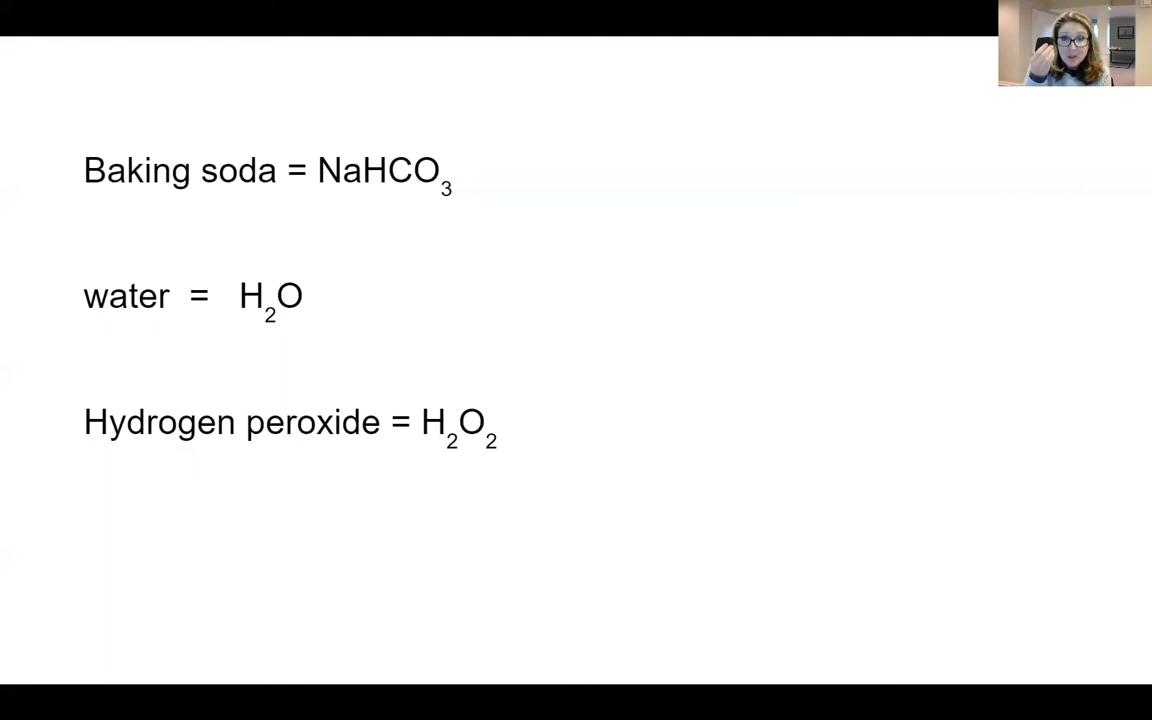 Baking soda = NaHCO₃
water = H₂O
Hydrogen peroxide = H₂O₂